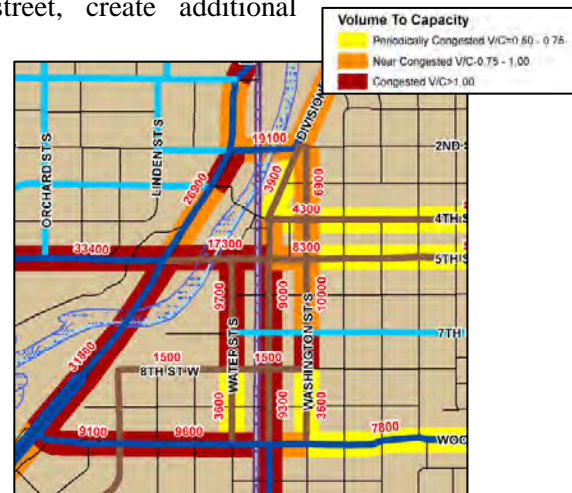 street, create additional
Volume To Capacity
Periodically Congested V/C=0.50 - 0.75
Near Congested V/C-0.75 - 1.00
Congested V/C>1.00
19100
DIVISION
2ND
ORCHARD ST S
LINDEN ST S
28900
3900
6900
4300
4TH S
33400
17300
8300
5TH S
9700
9000
10000
WATER ST S
WASHINGTON ST S
7TH
31800
1500
1500
8TH ST W
3600
9300
3600
9100
9600
7800
WOO